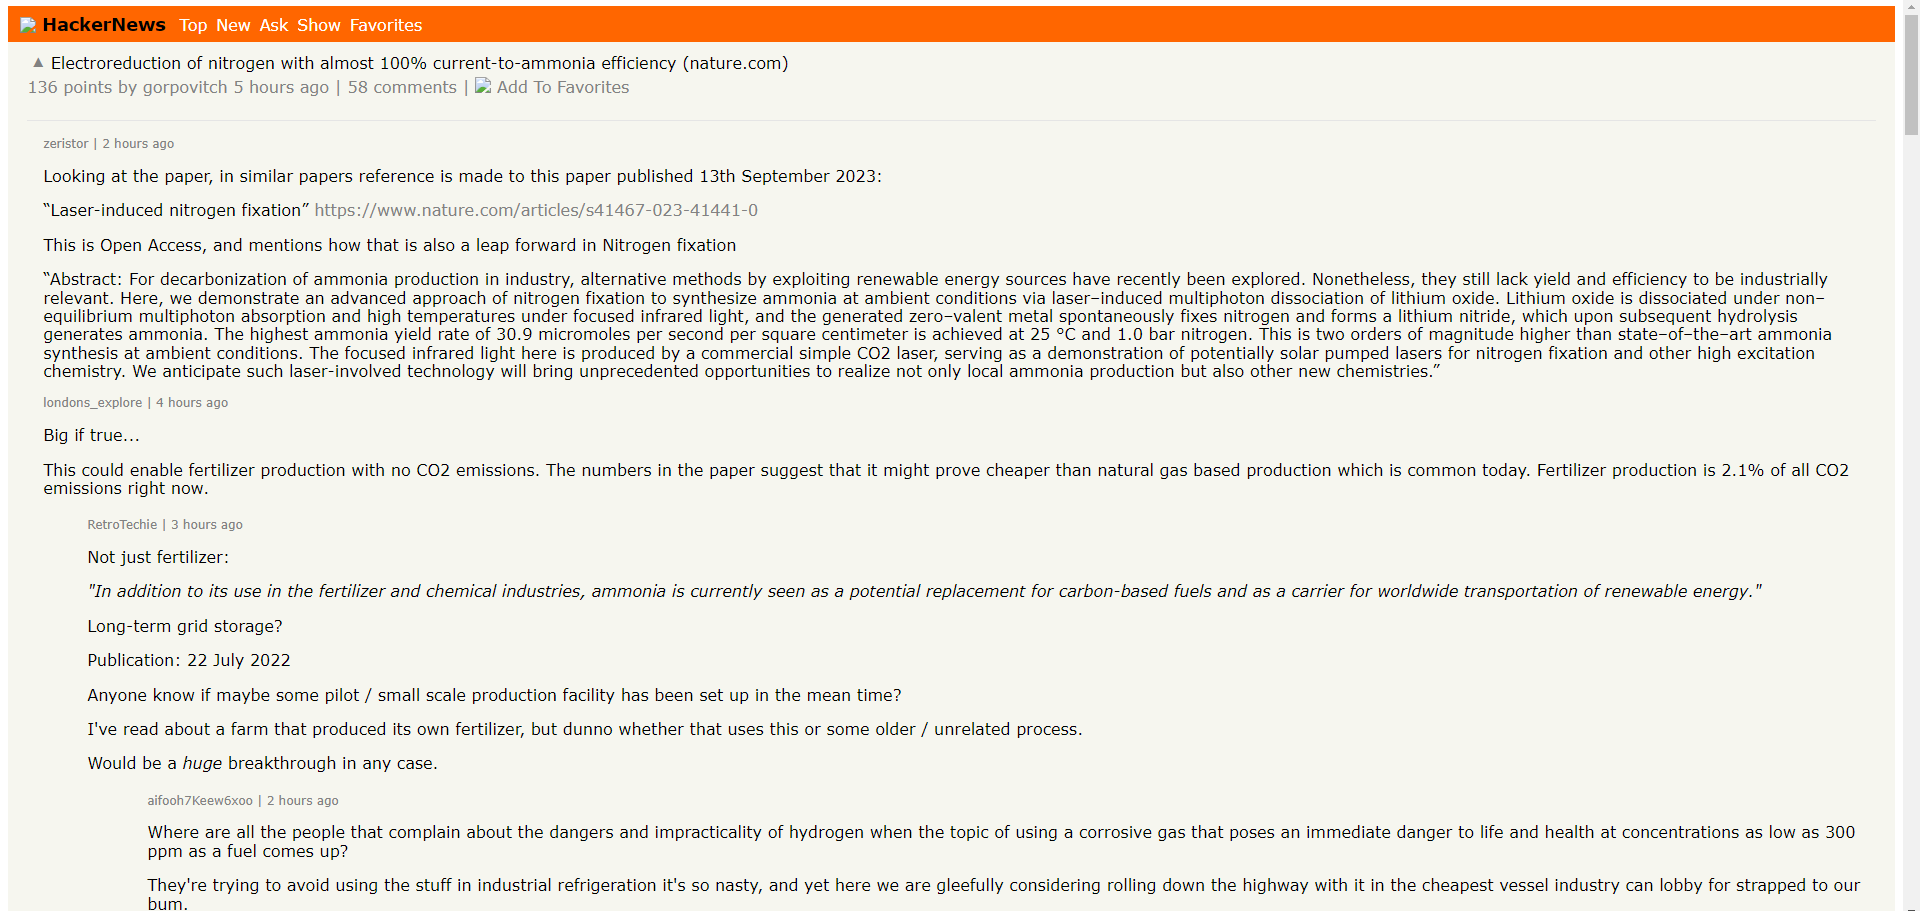 HackerNews Top New Ask Show Favorites
▲ Electroreduction of nitrogen with almost 100% current-to-ammonia efficiency (nature.com)
136 points by gorpovitch 5 hours ago | 58 comments | Add To Favorites
zeristor | 2 hours ago
Looking at the paper, in similar papers reference is made to this paper published 13th September 2023:
“Laser-induced nitrogen fixation” https://www.nature.com/articles/s41467-023-41441-0
This is Open Access, and mentions how that is also a leap forward in Nitrogen fixation
“Abstract: For decarbonization of ammonia production in industry, alternative methods by exploiting renewable energy sources have recently been explored. Nonetheless, they still lack yield and efficiency to be industrially
relevant. Here, we demonstrate an advanced approach of nitrogen fixation to synthesize ammonia at ambient conditions via laser–induced multiphoton dissociation of lithium oxide. Lithium oxide is dissociated under non–
equilibrium multiphoton absorption and high temperatures under focused infrared light, and the generated zero–valent metal spontaneously fixes nitrogen and forms a lithium nitride, which upon subsequent hydrolysis
generates ammonia. The highest ammonia yield rate of 30.9 micromoles per second per square centimeter is achieved at 25 °C and 1.0 bar nitrogen. This is two orders of magnitude higher than state–of–the–art ammonia
synthesis at ambient conditions. The focused infrared light here is produced by a commercial simple CO2 laser, serving as a demonstration of potentially solar pumped lasers for nitrogen fixation and other high excitation
chemistry. We anticipate such laser-involved technology will bring unprecedented opportunities to realize not only local ammonia production but also other new chemistries.”
londons_explore | 4 hours ago
Big if true...
This could enable fertilizer production with no CO2 emissions. The numbers in the paper suggest that it might prove cheaper than natural gas based production which is common today. Fertilizer production is 2.1% of all CO2
emissions right now.
RetroTechie | 3 hours ago
Not just fertilizer:
"In addition to its use in the fertilizer and chemical industries, ammonia is currently seen as a potential replacement for carbon-based fuels and as a carrier for worldwide transportation of renewable energy."
Long-term grid storage?
Publication: 22 July 2022
Anyone know if maybe some pilot / small scale production facility has been set up in the mean time?
I've read about a farm that produced its own fertilizer, but dunno whether that uses this or some older / unrelated process.
Would be a huge breakthrough in any case.
aifooh7Keew6xoo | 2 hours ago
Where are all the people that complain about the dangers and impracticality of hydrogen when the topic of using a corrosive gas that poses an immediate danger to life and health at concentrations as low as 300
ppm as a fuel comes up?
They're trying to avoid using the stuff in industrial refrigeration it's so nasty, and yet here we are gleefully considering rolling down the highway with it in the cheapest vessel industry can lobby for strapped to our
bum.